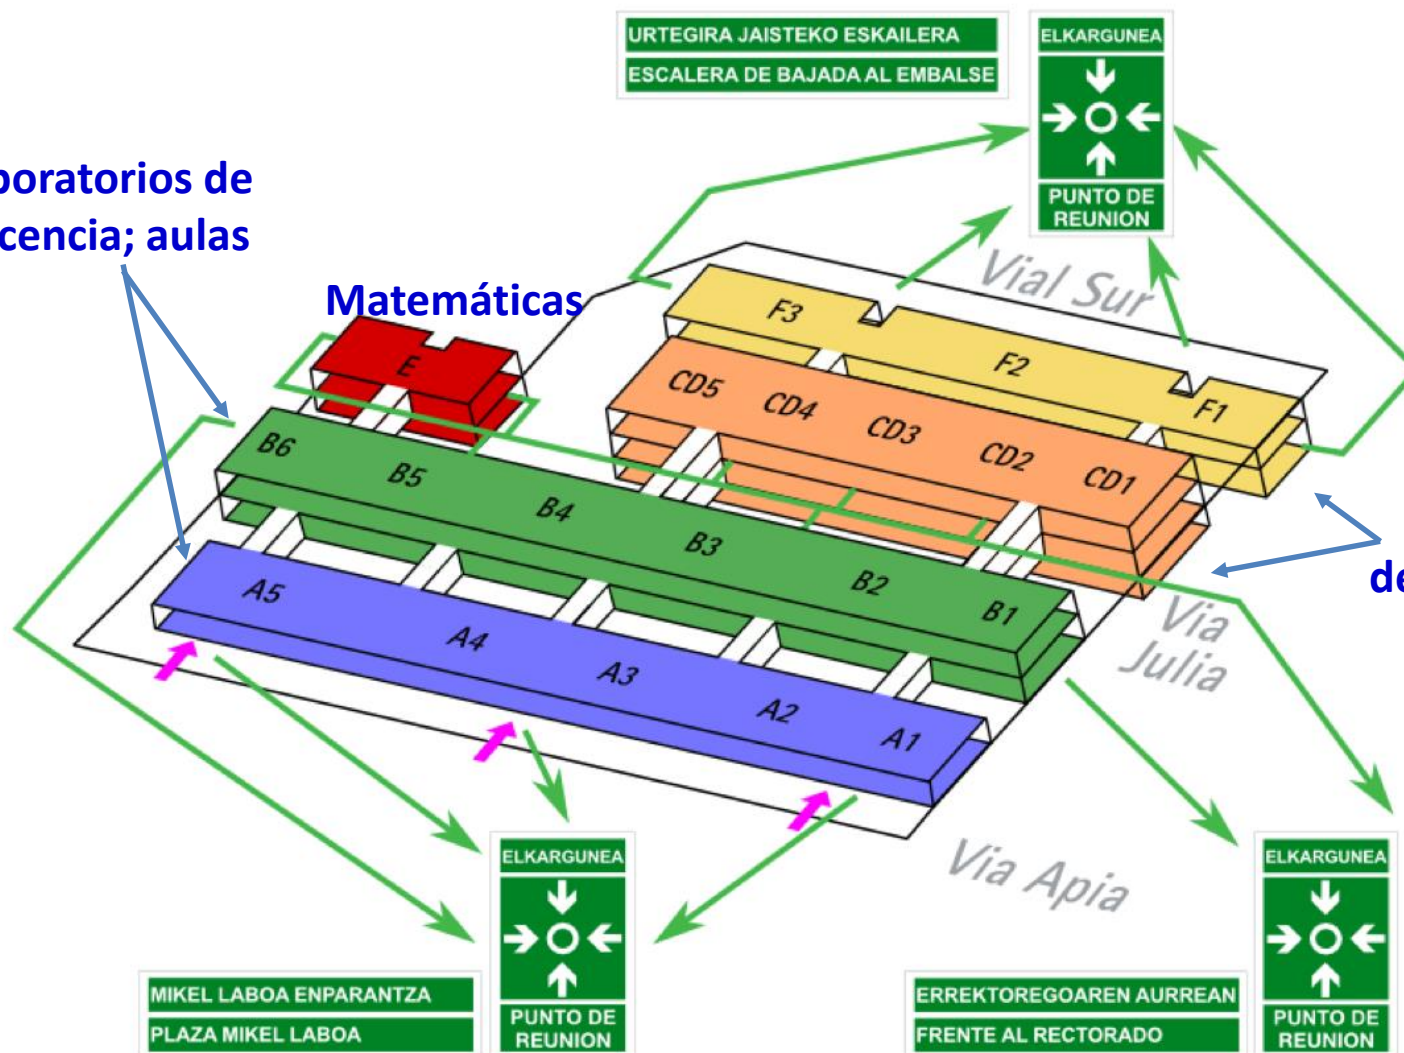 URTEGIRA JAISTEKO ESKAILERA
ESCALERA DE BAJADA AL EMBALSE
ELKARGUNEA
PUNTO DE
REUNION
boratorios de
cencia; aulas
Matemáticas
Vial Sur
F3
F2
F1
E
CD5
CD4
CD3
CD2
CD1
B6
B5
B4
B3
B2
B1
A5
A4
A3
A2
A1
de
Via
Julia
Via Apia
ELKARGUNEA
PUNTO DE
REUNION
MIKEL LABOA ENPARANTZA
PLAZA MIKEL LABOA
ELKARGUNEA
PUNTO DE
REUNION
ERREKTOREGOAREN AURREAN
FRENTE AL RECTORADO